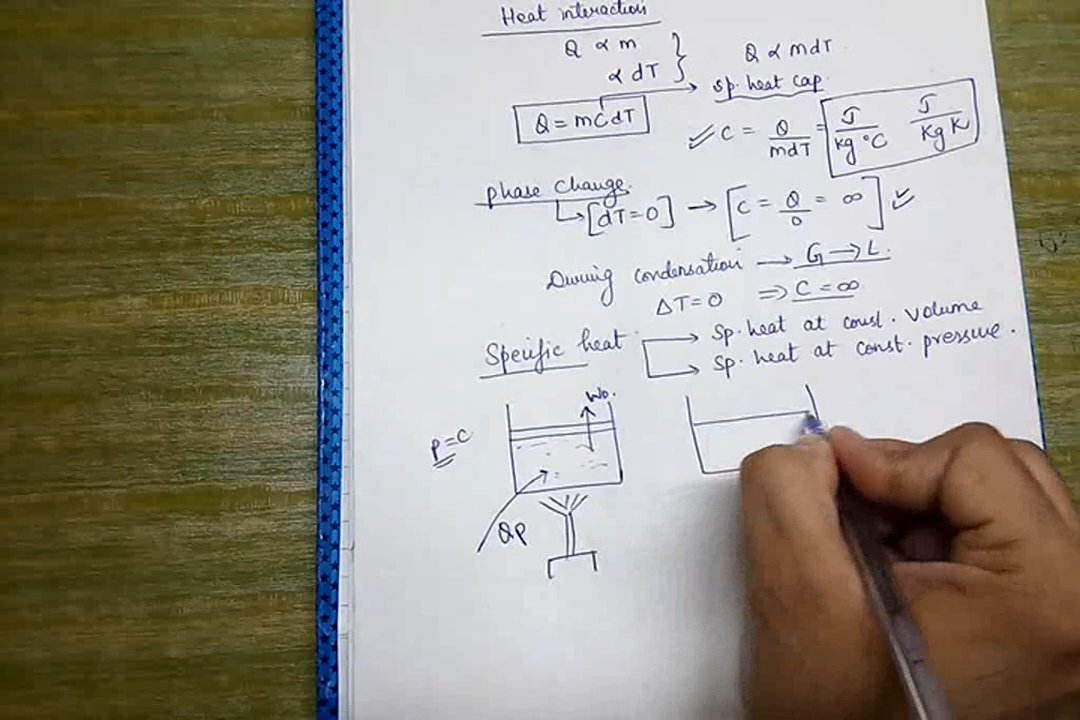 Heat interaction
Q ∝ m
∝ dT } Q ∝ mdT
sp. heat cap.
Q = mCdT
C = Q/mdT = J/kg °C J/kg K
phase change.
[dT = 0] → [C = Q/0 = ∞]
During condensation → G → L.
ΔT = 0 ⇒ C = ∞
Specific heat. → Sp. heat at const. volume
→ Sp. heat at const. pressure.
Wo.
P = C
Qp